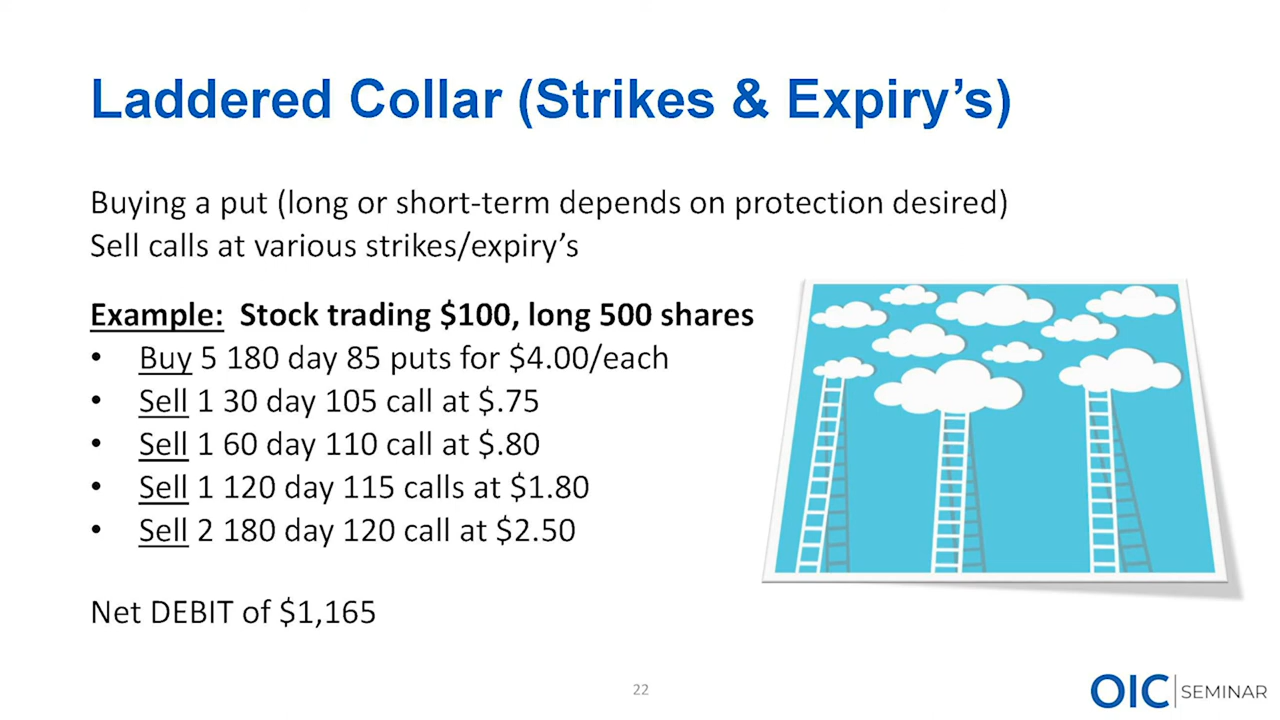 Laddered Collar (Strikes & Expiry’s)
Buying a put (long or short-term depends on protection desired)
Sell calls at various strikes/expiry’s
Example: Stock trading $100, long 500 shares
• Buy 5 180 day 85 puts for $4.00/each
• Sell 1 30 day 105 call at $.75
• Sell 1 60 day 110 call at $.80
• Sell 1 120 day 115 calls at $1.80
• Sell 2 180 day 120 call at $2.50
Net DEBIT of $1,165
22
OIC SEMINAR